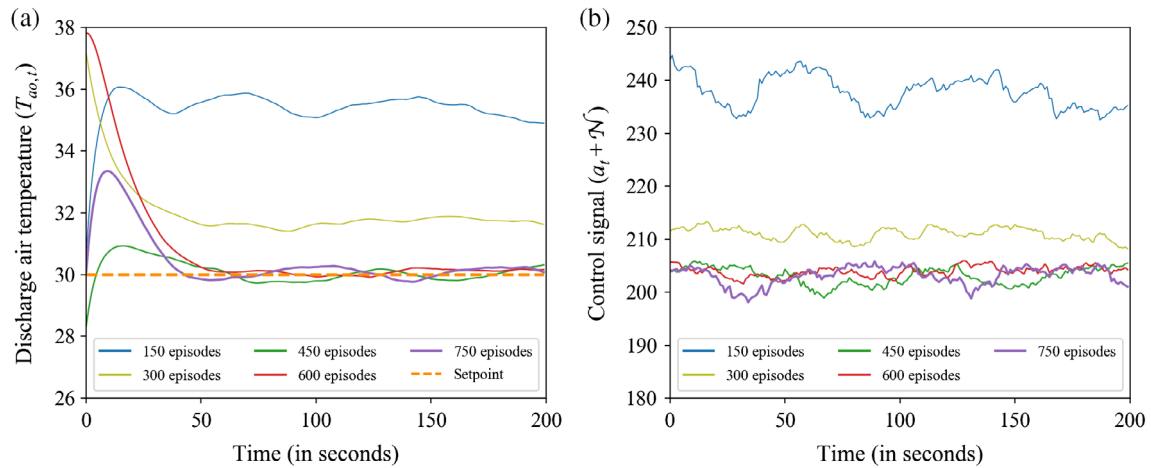 (a)
Discharge air temperature (T_{ao,t})
38
36
34
32
30
28
26
0 50 100 150 200
Time (in seconds)
150 episodes 450 episodes 750 episodes
300 episodes 600 episodes Setpoint
(b)
Control signal (a_t + 𝒩)
250
240
230
220
210
200
190
180
0 50 100 150 200
Time (in seconds)
150 episodes 450 episodes 750 episodes
300 episodes 600 episodes